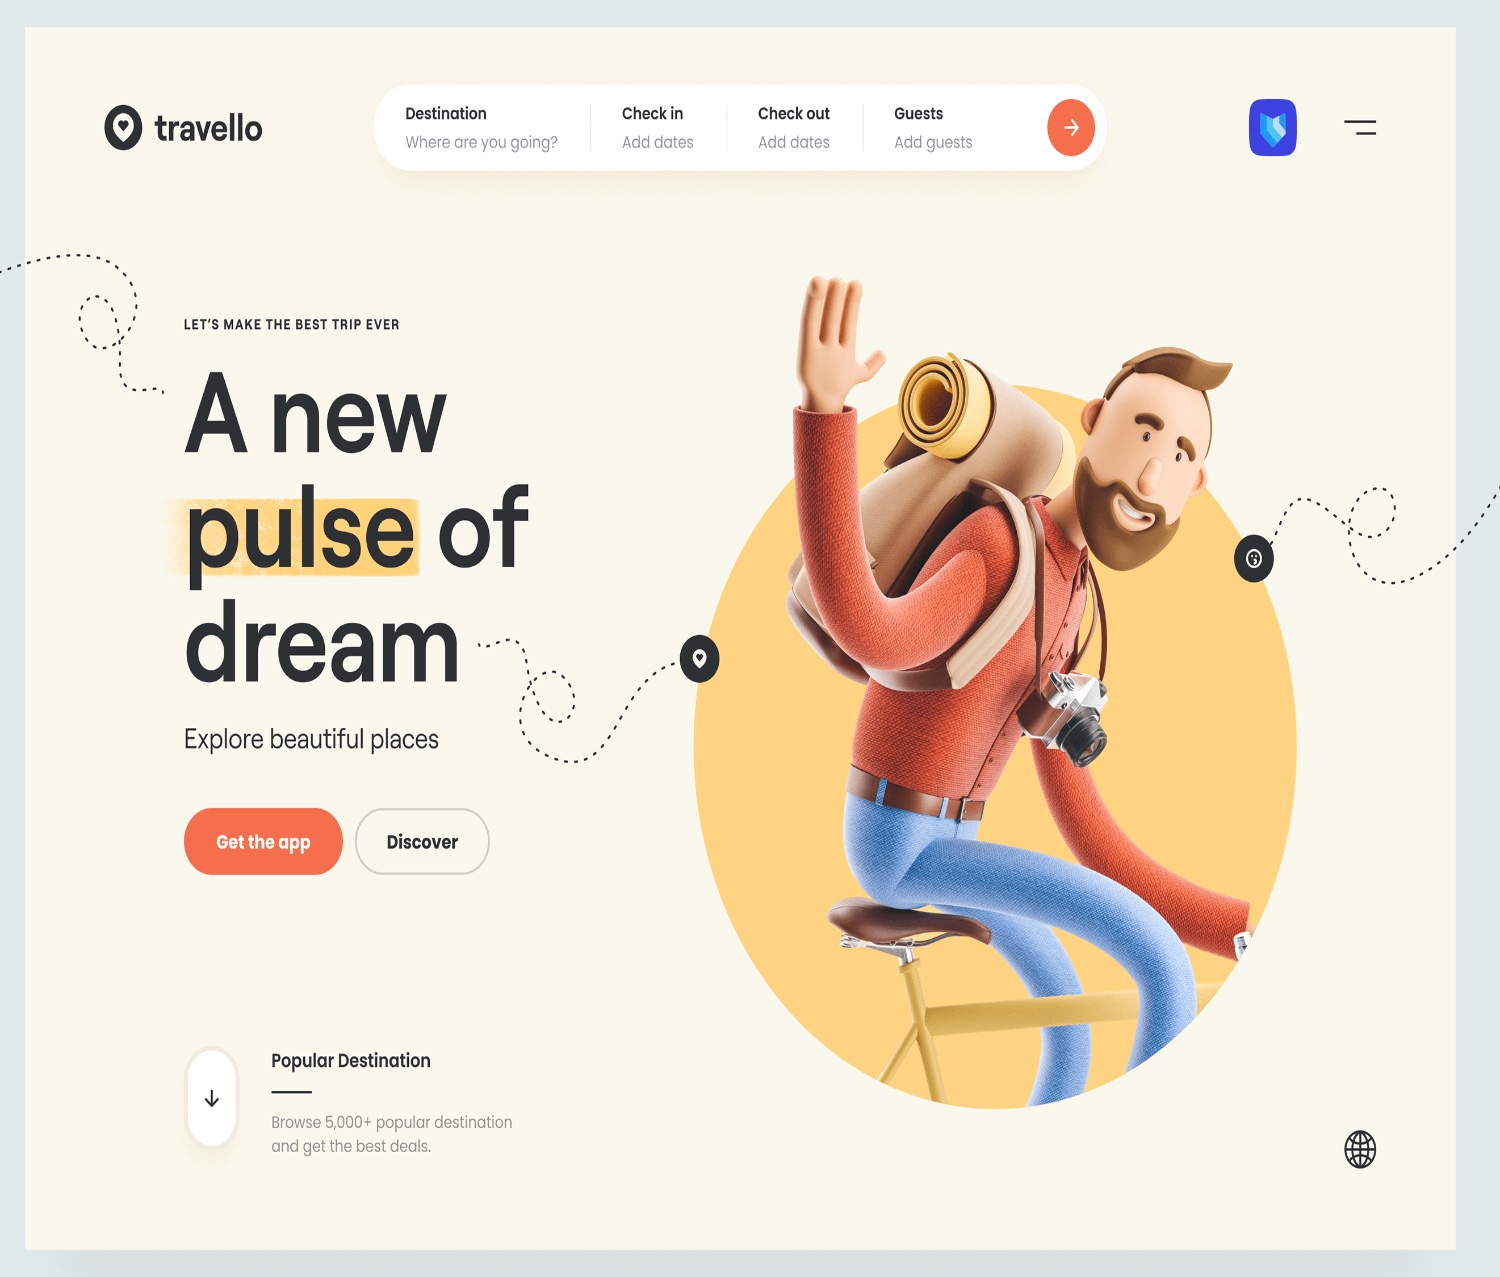 travello
Destination
Where are you going?
Check in
Add dates
Check out
Add dates
Guests
Add guests
LET'S MAKE THE BEST TRIP EVER
A new
pulse of
dream
Explore beautiful places
Get the app
Discover
Popular Destination
Browse 5,000+ popular destination
and get the best deals.